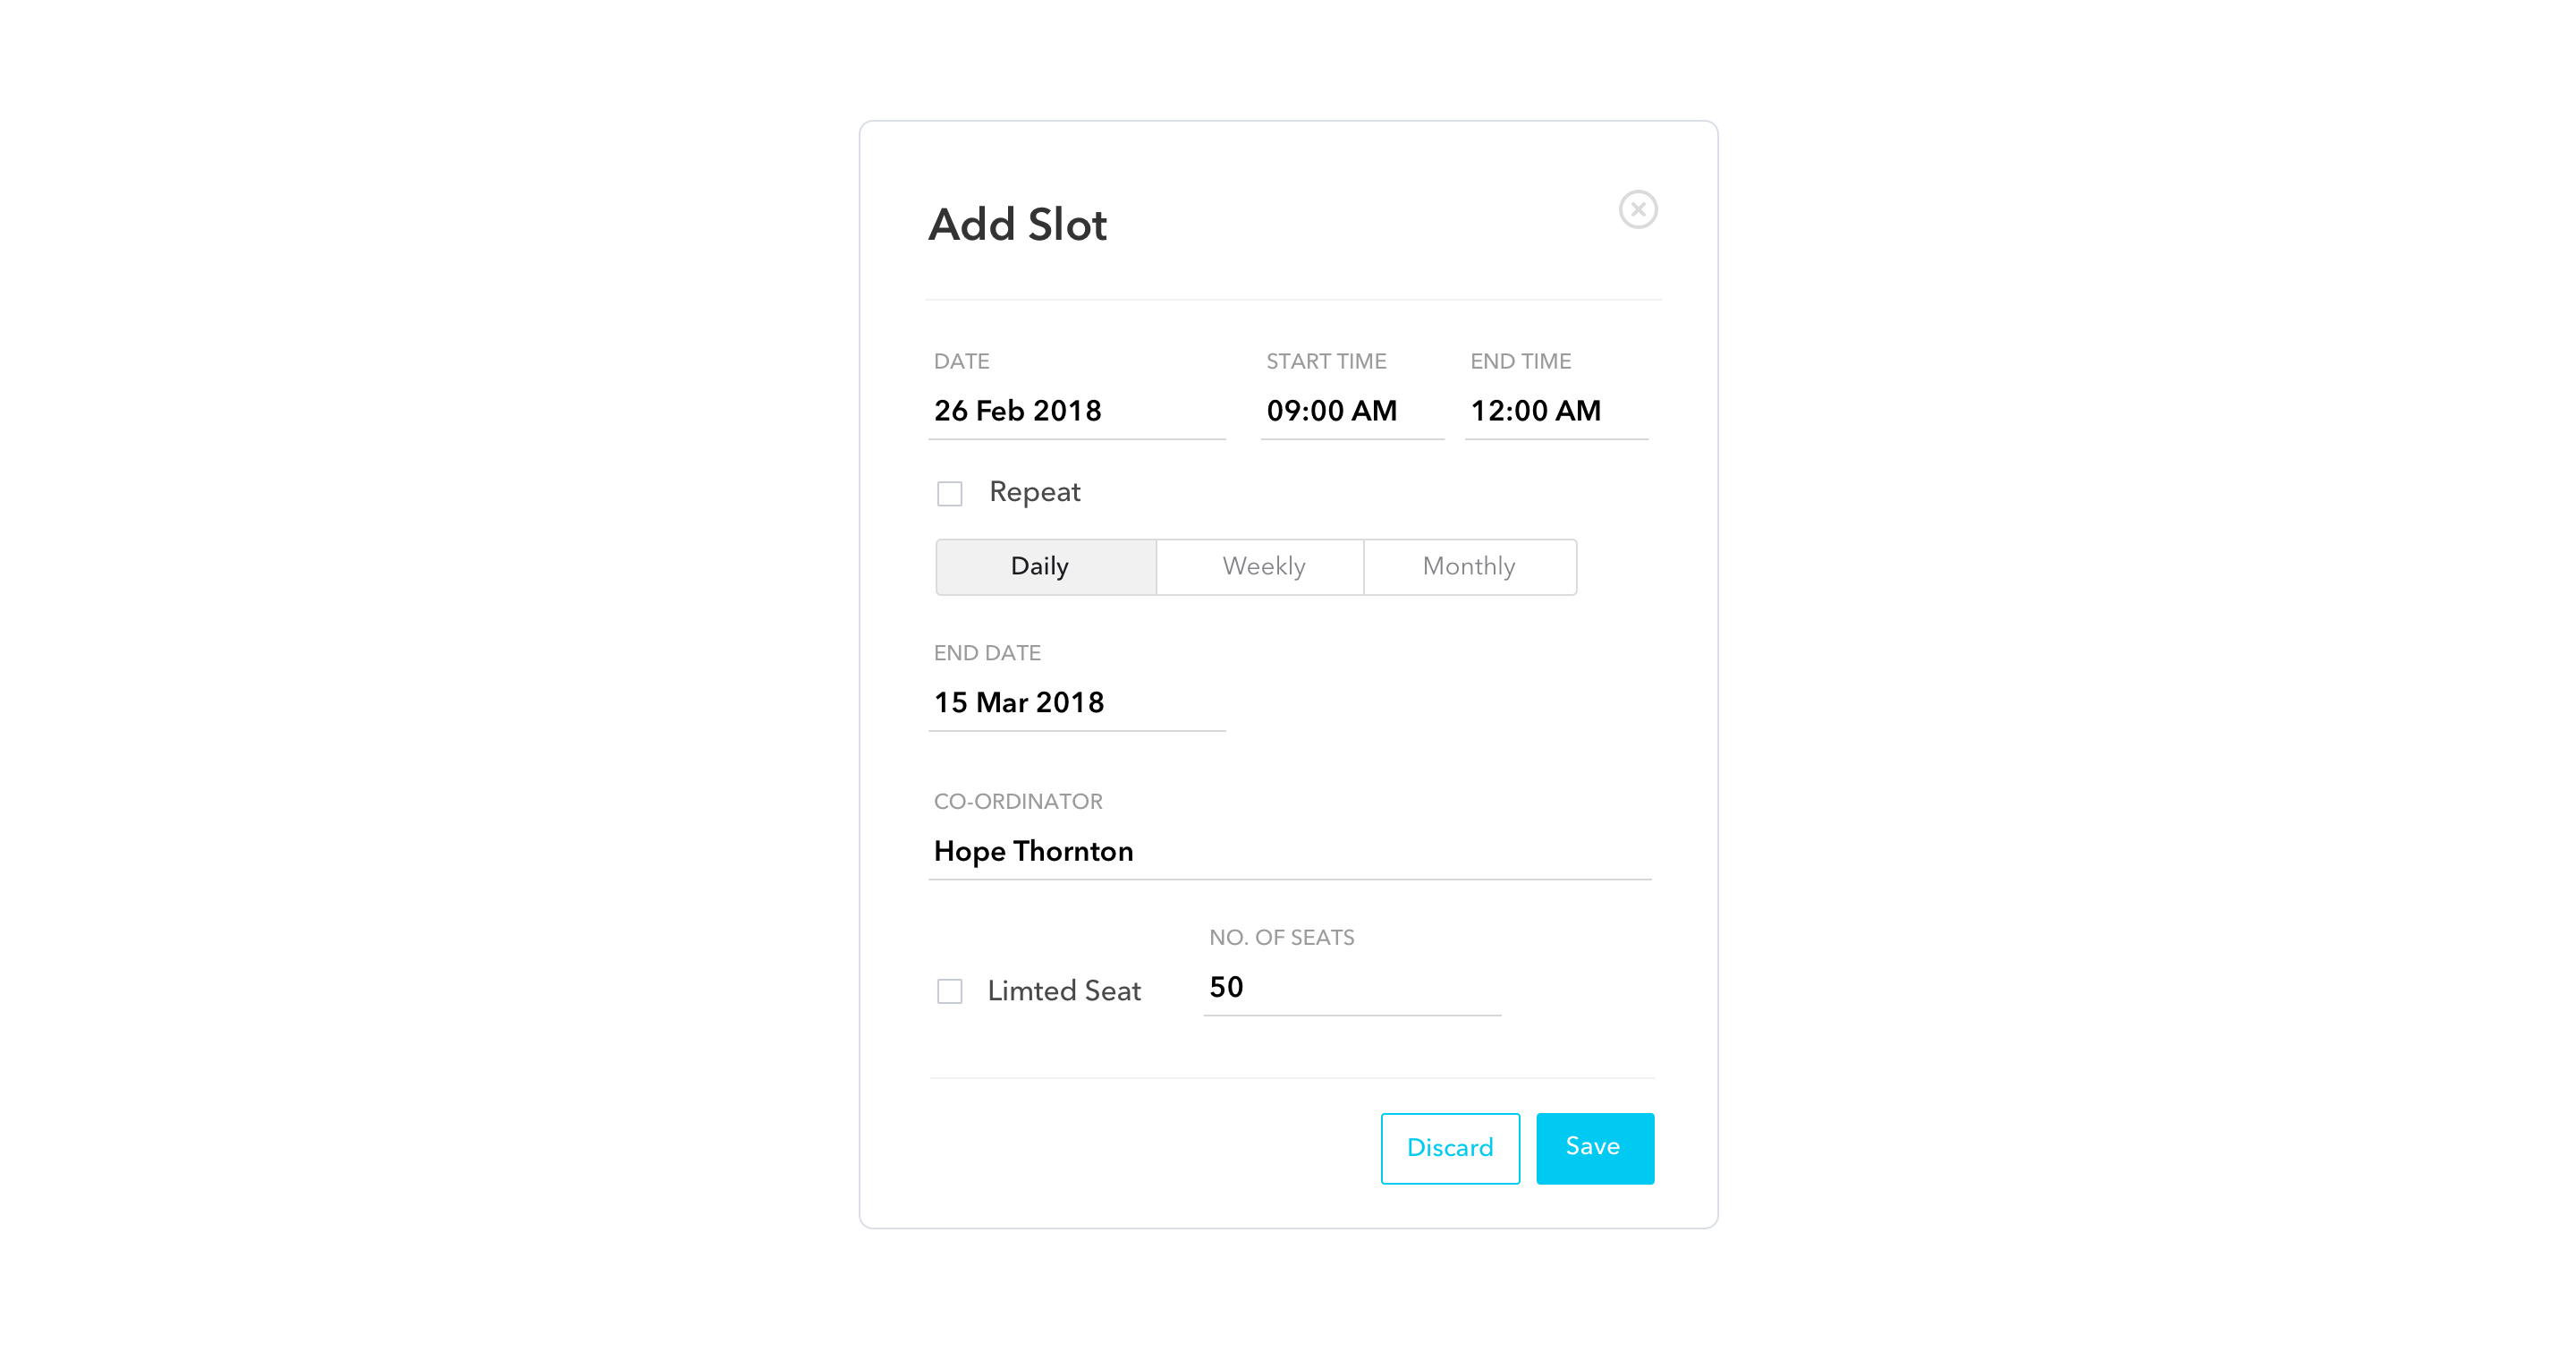 Add Slot
DATE
START TIME
END TIME
26 Feb 2018
09:00 AM
12:00 AM
Repeat
Daily
Weekly
Monthly
END DATE
15 Mar 2018
CO-ORDINATOR
Hope Thornton
NO. OF SEATS
Limted Seat
50
Discard
Save